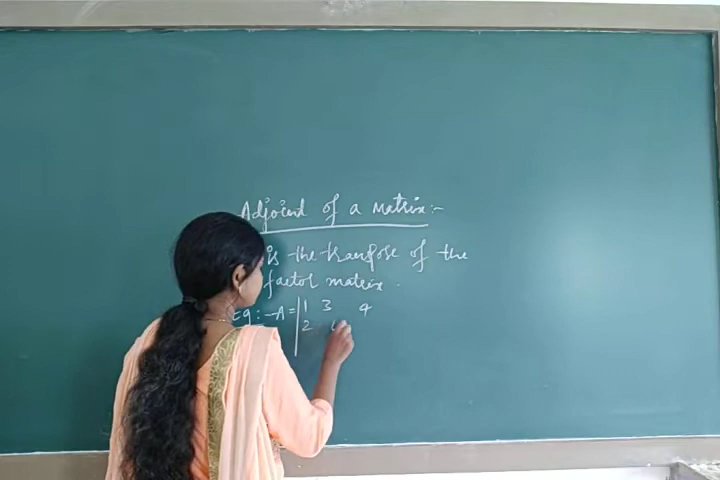 Adjoint of a Matrix:-
is the transpose of the
factor matrix.
Eg:- A = | 1 3 4
2